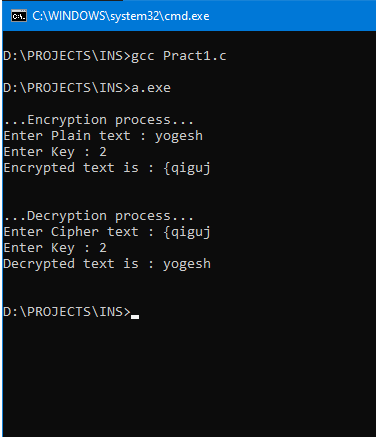 C:\WINDOWS\system32\cmd.exe
D:\PROJECTS\INS>gcc Pract1.c
D:\PROJECTS\INS>a.exe
...Encryption process...
Enter Plain text : yogesh
Enter Key : 2
Encrypted text is : {qiguj
...Decryption process...
Enter Cipher text : {qiguj
Enter Key : 2
Decrypted text is : yogesh
D:\PROJECTS\INS>